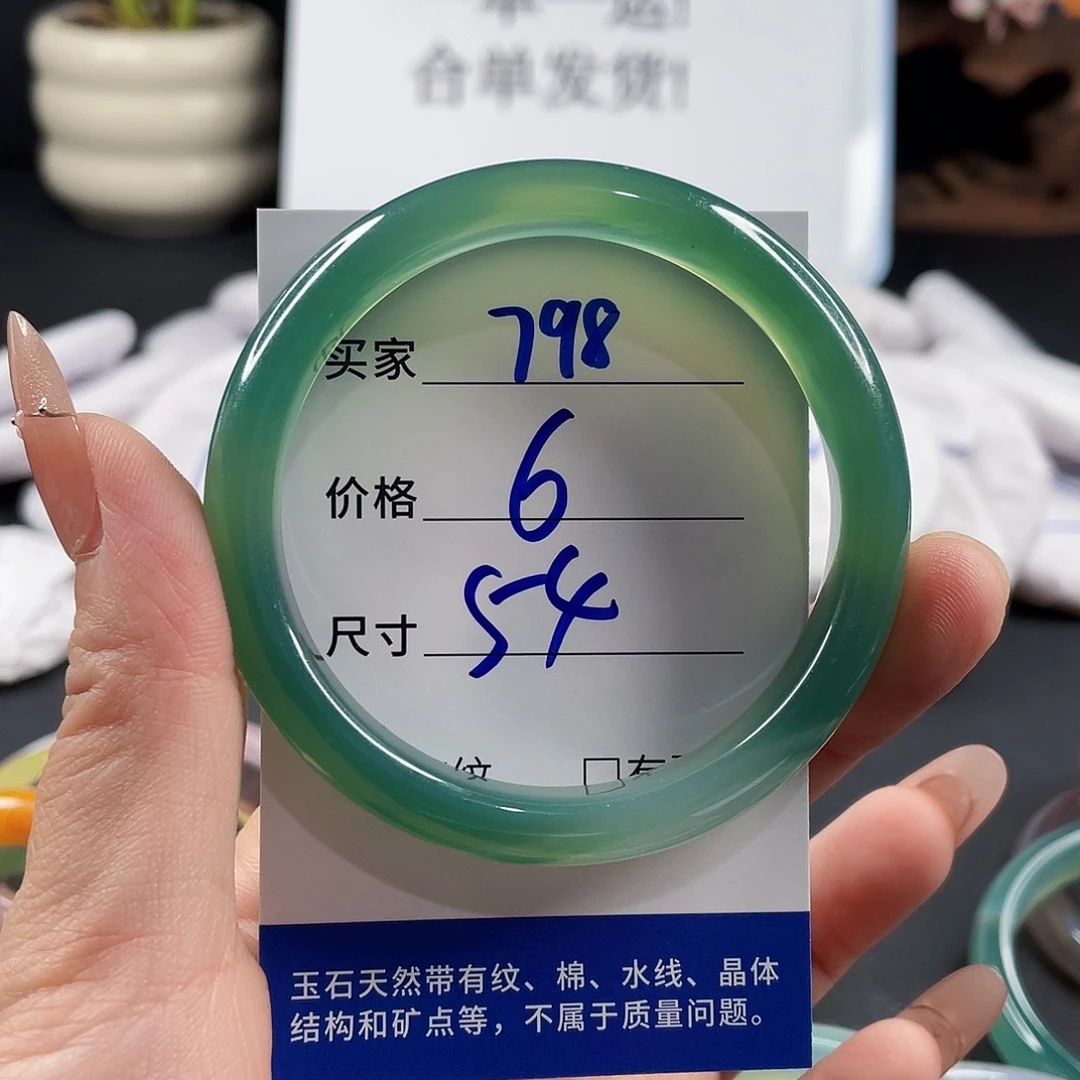 合单发货!
买家 798
价格 6
尺寸 54
纹 □有
玉石天然带有纹、棉、水线、晶体
结构和矿点等，不属于质量问题。